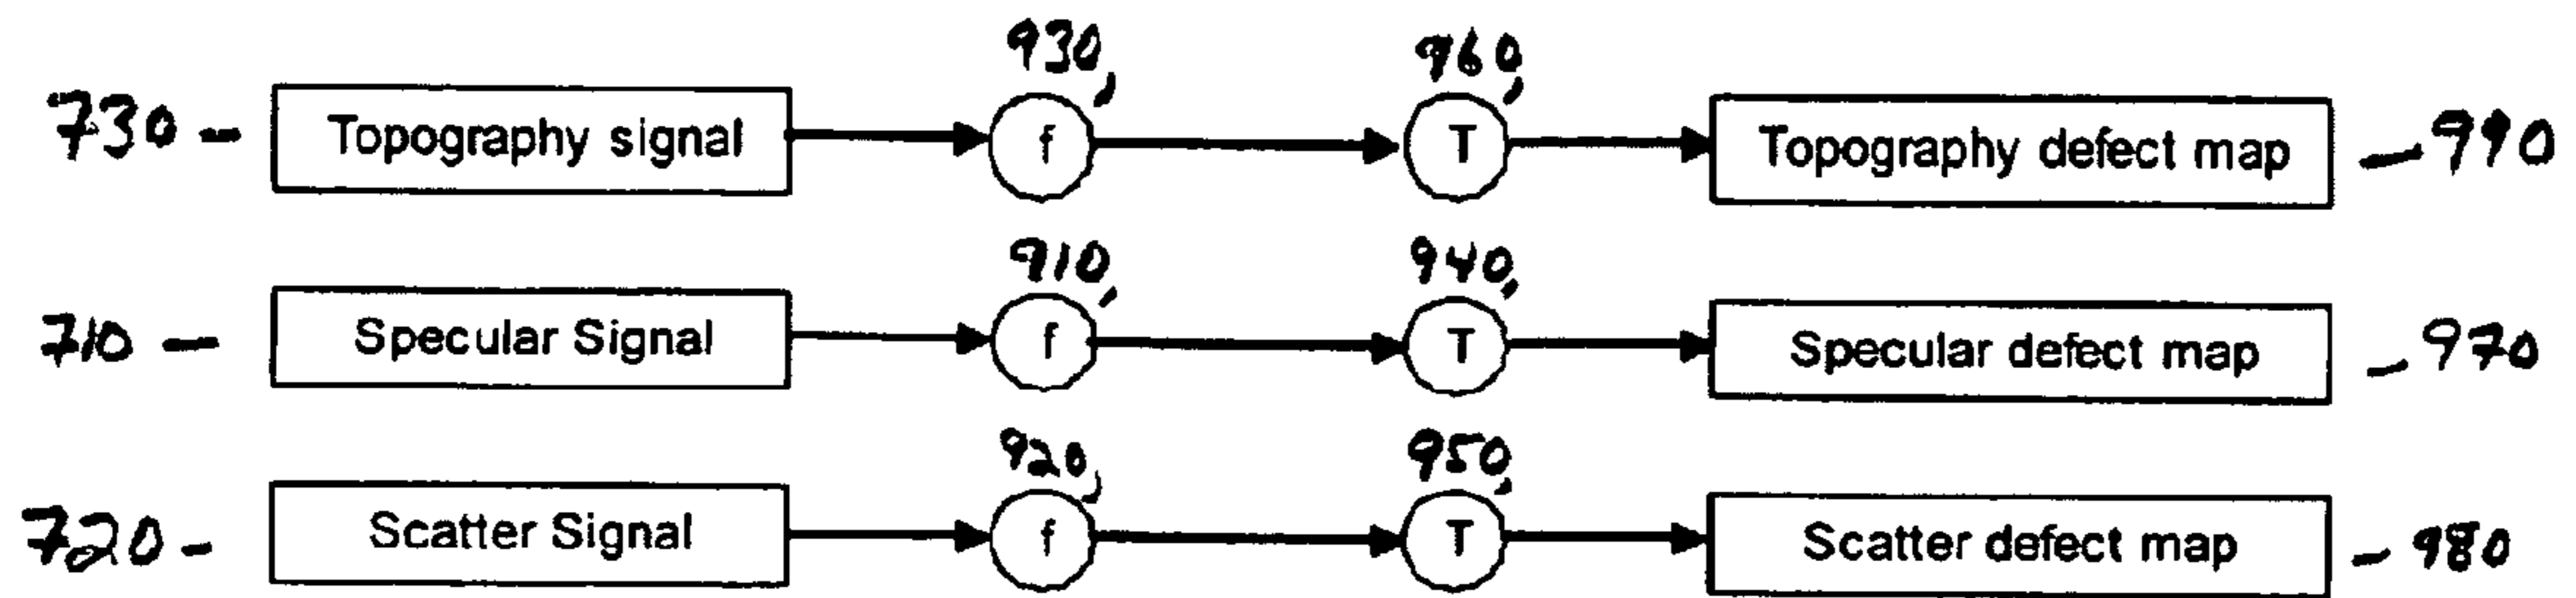 930, 960,
730 - Topography signal f T Topography defect map - 990
910, 940,
710 - Specular Signal f T Specular defect map - 970
920, 950,
720 - Scatter Signal f T Scatter defect map - 980